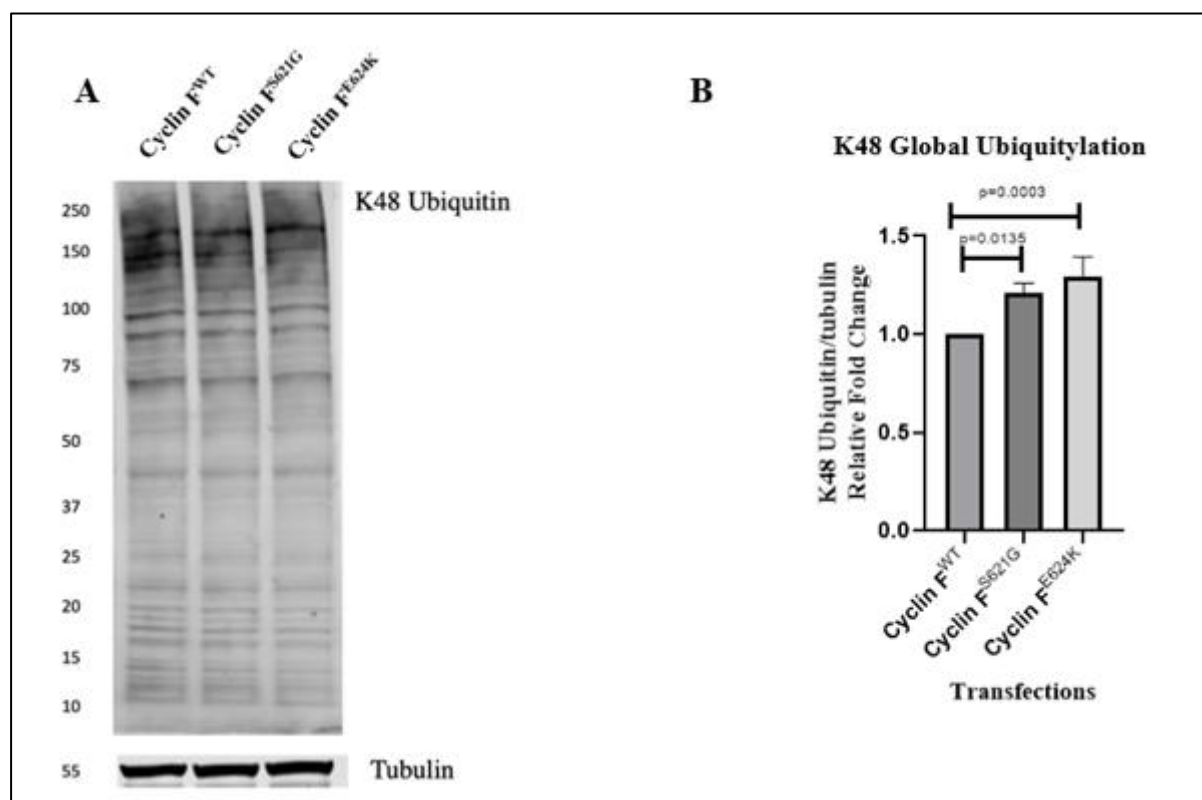 A
Cyclin F^WT
Cyclin F^S621G
Cyclin F^E624K
250
150
100
75
50
37
25
20
15
10
55
K48 Ubiquitin
Tubulin
B
K48 Global Ubiquitylation
p=0.0003
p=0.0135
1.5
1.0
0.5
0.0
K48 Ubiquitin/tubulin
Relative Fold Change
Cyclin F^WT
Cyclin F^S621G
Cyclin F^E624K
Transfections